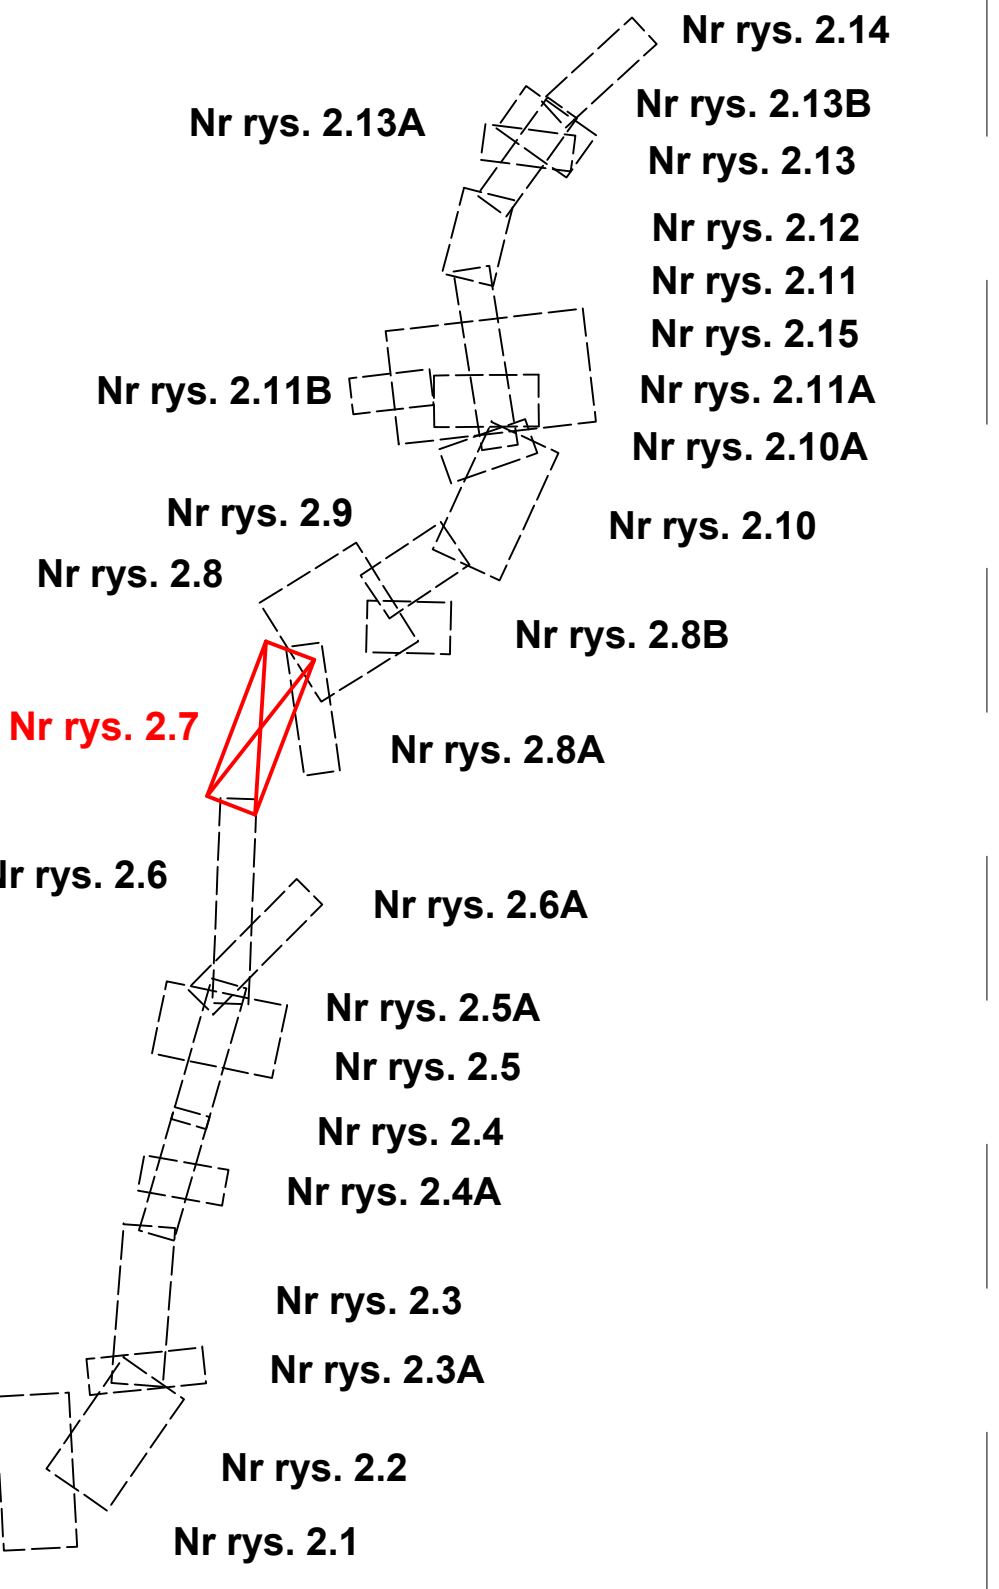 Nr rys. 2.14
Nr rys. 2.13B
Nr rys. 2.13A
Nr rys. 2.13
Nr rys. 2.12
Nr rys. 2.11
Nr rys. 2.15
Nr rys. 2.11B
Nr rys. 2.11A
Nr rys. 2.10A
Nr rys. 2.9
Nr rys. 2.10
Nr rys. 2.8
Nr rys. 2.8B
Nr rys. 2.7
Nr rys. 2.8A
Nr rys. 2.6
Nr rys. 2.6A
Nr rys. 2.5A
Nr rys. 2.5
Nr rys. 2.4
Nr rys. 2.4A
Nr rys. 2.3
Nr rys. 2.3A
Nr rys. 2.2
Nr rys. 2.1